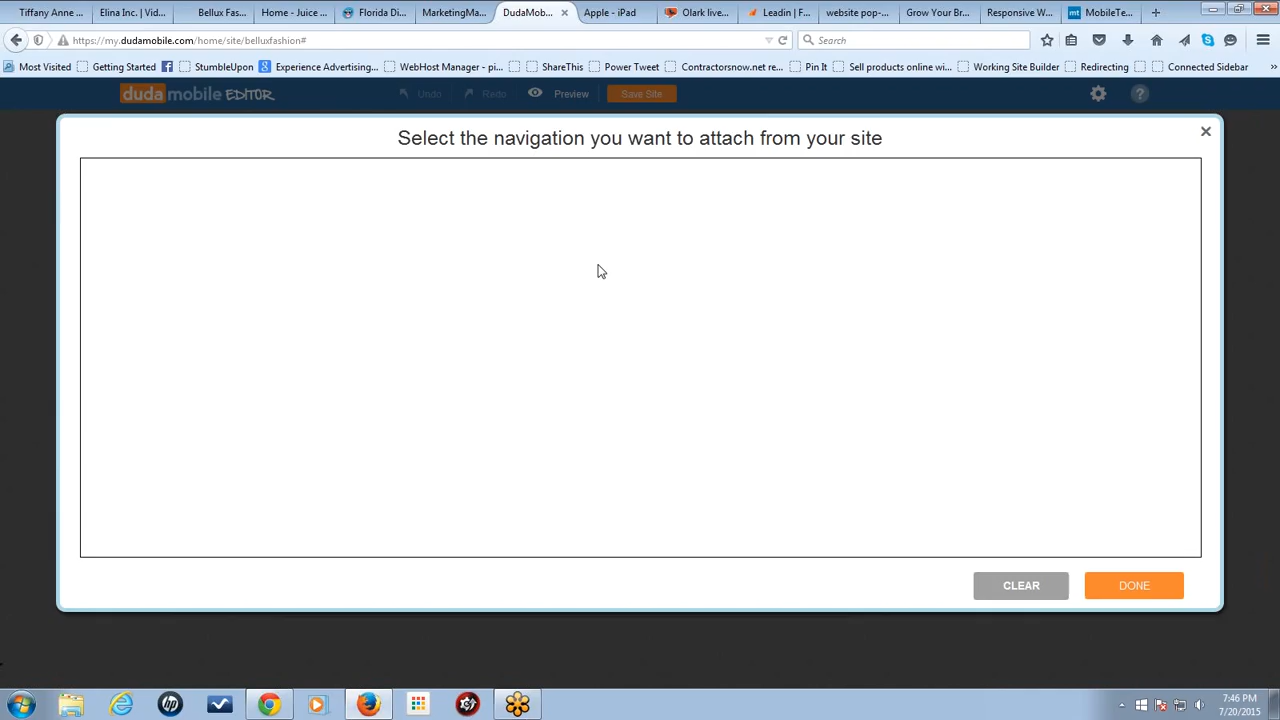 Tiffany Anne ... Elina Inc. | Vid... Bellux Fas... Home - Juice ... Florida Di... MarketingMa... DudaMob... Apple - iPad Olark live... Leadin | F... website pop-... Grow Your Br... Responsive W... MobileTe...
https://my.dudamobile.com/home/site/belluxfashion# Search
Most Visited Getting Started StumbleUpon Experience Advertising... WebHost Manager - pi... ShareThis Power Tweet Contractorsnow.net re... Pin It Sell products online wi... Working Site Builder Redirecting Connected Sidebar
dudamobile EDITOR Undo Redo Preview Save Site
Select the navigation you want to attach from your site
CLEAR DONE
7:46 PM
7/20/2015